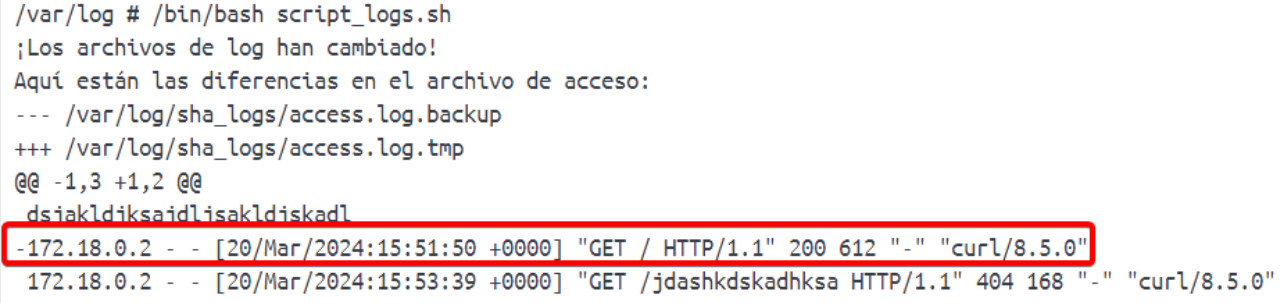 /var/log # /bin/bash script_logs.sh
¡Los archivos de log han cambiado!
Aquí están las diferencias en el archivo de acceso:
--- /var/log/sha_logs/access.log.backup
+++ /var/log/sha_logs/access.log.tmp
@@ -1,3 +1,2 @@
 dsjakldjksajdljsakldjskadl
-172.18.0.2 - - [20/Mar/2024:15:51:50 +0000] "GET / HTTP/1.1" 200 612 "-" "curl/8.5.0"
 172.18.0.2 - - [20/Mar/2024:15:53:39 +0000] "GET /jdashkdskadhksa HTTP/1.1" 404 168 "-" "curl/8.5.0"